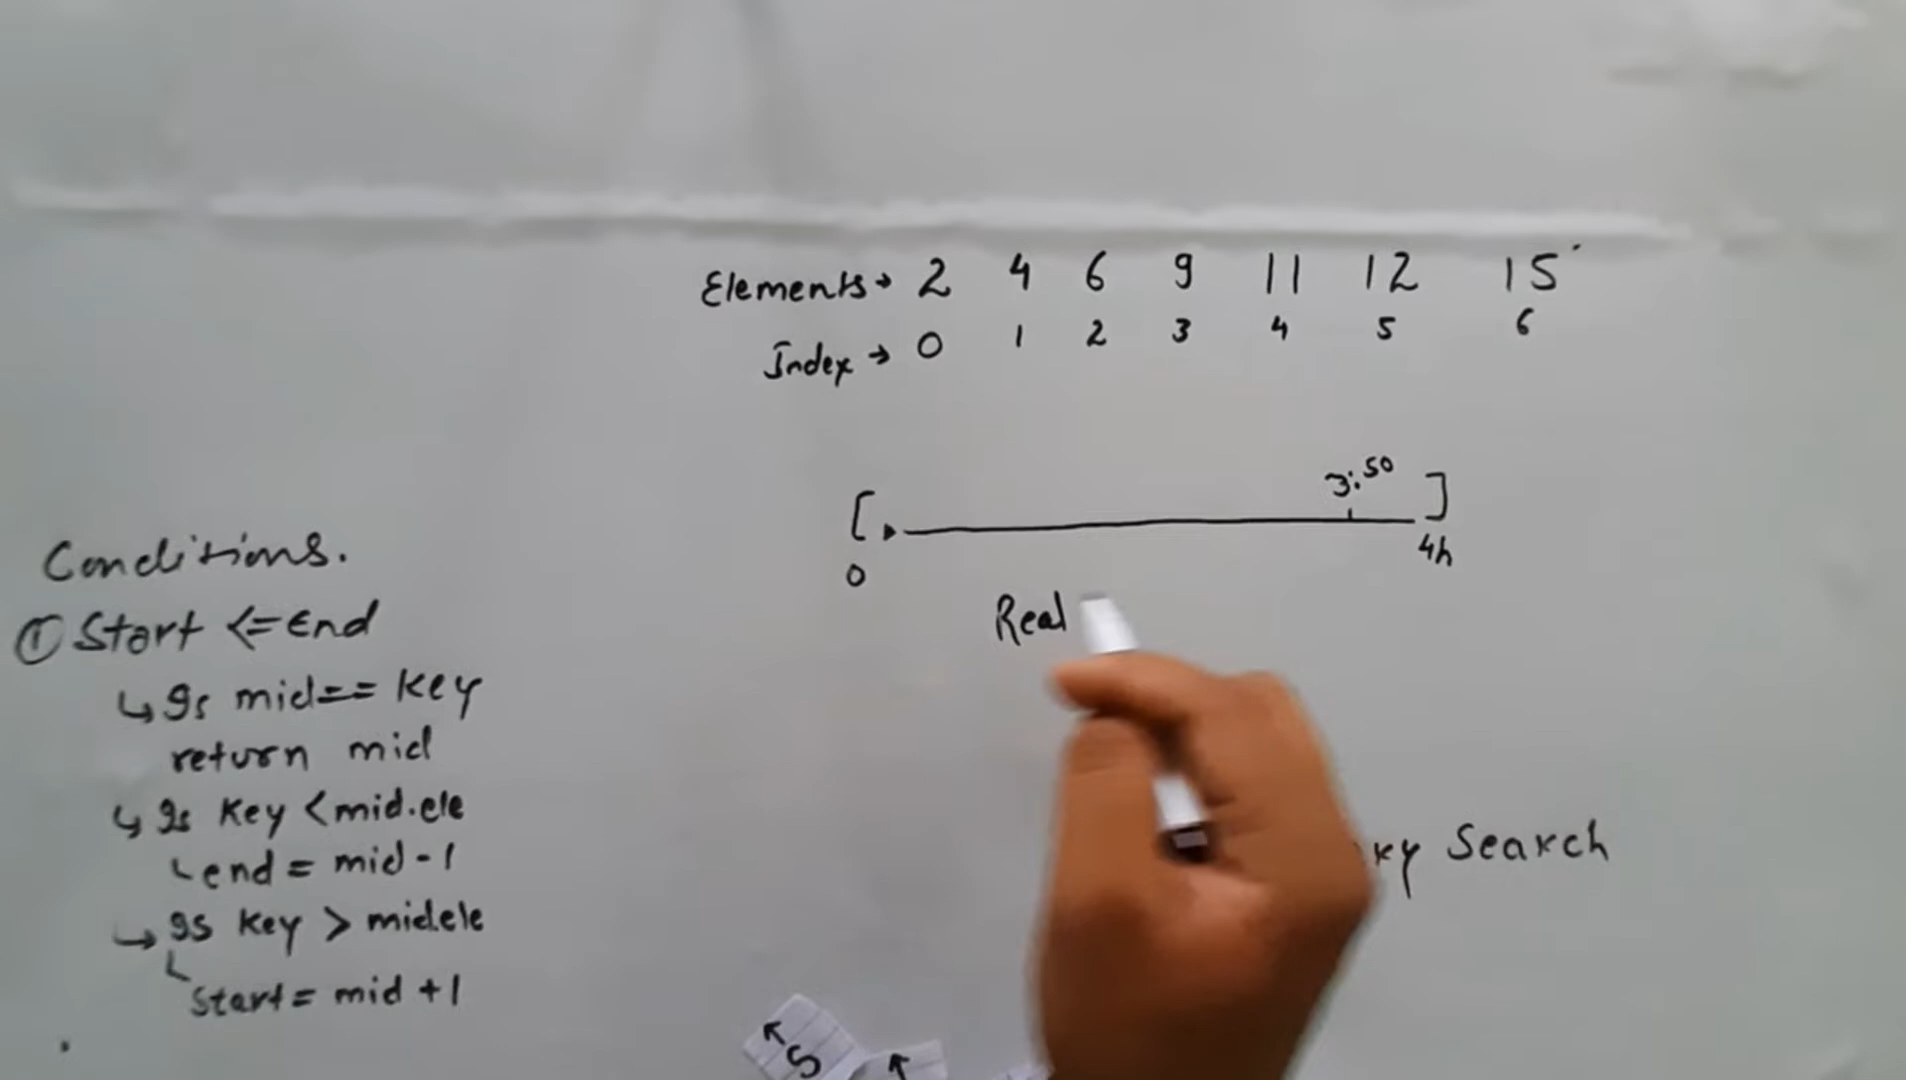 Elements→ 2 4 6 9 11 12 15
Index → 0 1 2 3 4 5 6
[ 3:50 ]
0 4h
Real
Conditions.
① Start <= End
↳ Is mid == key
return mid
↳ Is key < mid.ele
end = mid - 1
↳ Is key > mid.ele
Start = mid + 1
Search
S